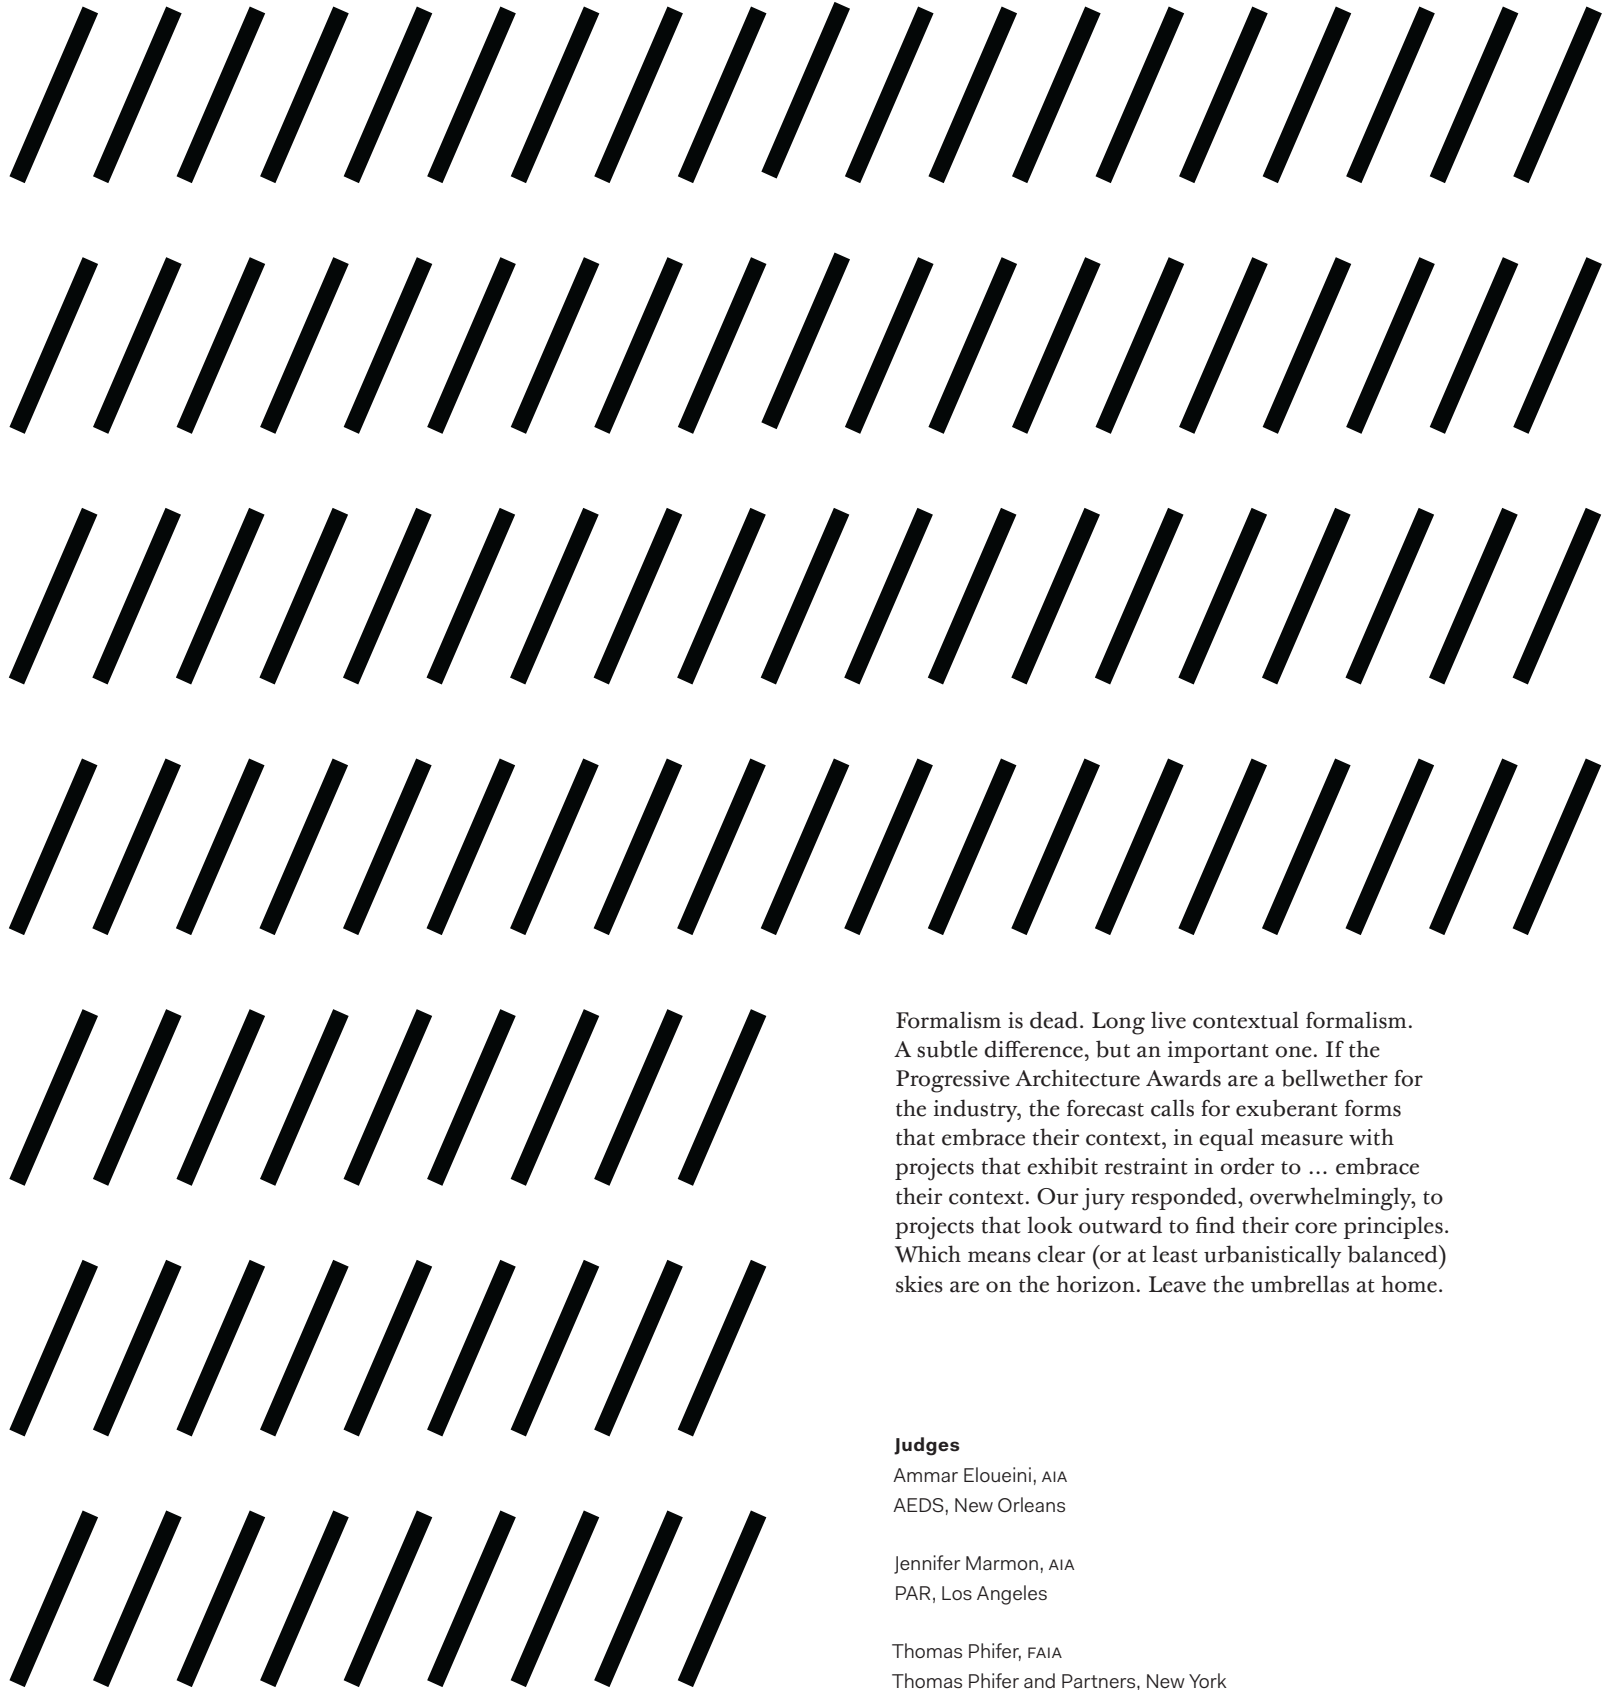 Formalism is dead. Long live contextual formalism.
A subtle difference, but an important one. If the
Progressive Architecture Awards are a bellwether for
the industry, the forecast calls for exuberant forms
that embrace their context, in equal measure with
projects that exhibit restraint in order to … embrace
their context. Our jury responded, overwhelmingly, to
projects that look outward to find their core principles.
Which means clear (or at least urbanistically balanced)
skies are on the horizon. Leave the umbrellas at home.
Judges
Ammar Eloueini, AIA
AEDS, New Orleans
Jennifer Marmon, AIA
PAR, Los Angeles
Thomas Phifer, FAIA
Thomas Phifer and Partners, New York